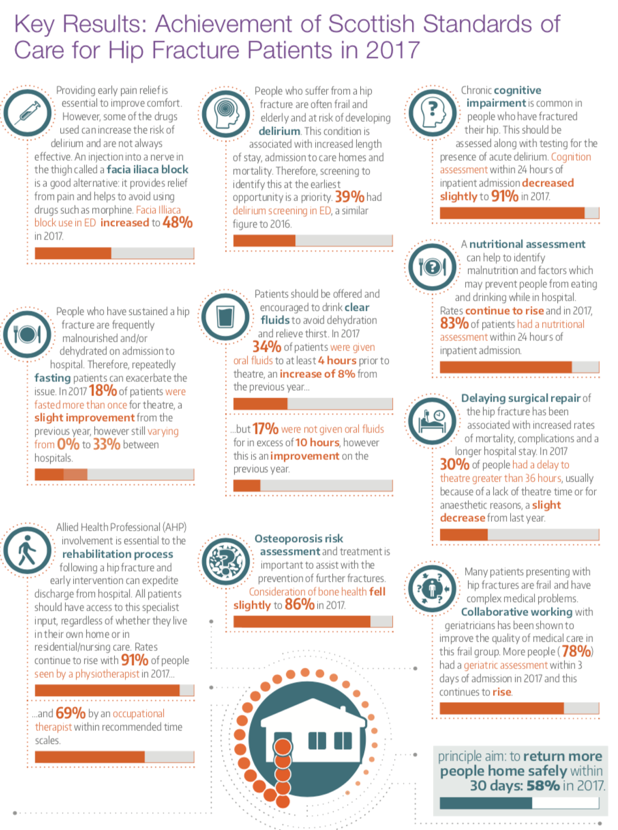 Key Results: Achievement of Scottish Standards of
Care for Hip Fracture Patients in 2017
Providing early pain relief is
essential to improve comfort.
However, some of the drugs
used can increase the risk of
delirium and are not always
effective. An injection into a nerve in
the thigh called a facia iliaca block
is a good alternative: it provides relief
from pain and helps to avoid using
drugs such as morphine. Facia Illiaca
block use in ED increased to 48%
in 2017.
People who have sustained a hip
fracture are frequently
malnourished and/or
dehydrated on admission to
hospital. Therefore, repeatedly
fasting patients can exacerbate the
issue. In 2017 18% of patients were
fasted more than once for theatre, a
slight improvement from the
previous year, however still varying
from 0% to 33% between
hospitals.
Allied Health Professional (AHP)
involvement is essential to the
rehabilitation process
following a hip fracture and
early intervention can expedite
discharge from hospital. All patients
should have access to this specialist
input, regardless of whether they live
in their own home or in
residential/nursing care. Rates
continue to rise with 91% of people
seen by a physiotherapist in 2017...
...and 69% by an occupational
therapist within recommended time
scales.
People who suffer from a hip
fracture are often frail and
elderly and at risk of developing
delirium. This condition is
associated with increased length
of stay, admission to care homes and
mortality. Therefore, screening to
identify this at the earliest
opportunity is a priority. 39% had
delirium screening in ED, a similar
figure to 2016.
Patients should be offered and
encouraged to drink clear
fluids to avoid dehydration
and relieve thirst. In 2017
34% of patients were given
oral fluids to at least 4 hours prior to
theatre, an increase of 8% from
the previous year...
...but 17% were not given oral fluids
for in excess of 10 hours, however
this is an improvement on the
previous year.
Osteoporosis risk
assessment and treatment is
important to assist with the
prevention of further fractures.
Consideration of bone health fell
slightly to 86% in 2017.
Chronic cognitive
impairment is common in
people who have fractured
their hip. This should be
assessed along with testing for the
presence of acute delirium. Cognition
assessment within 24 hours of
inpatient admission decreased
slightly to 91% in 2017.
A nutritional assessment
can help to identify
malnutrition and factors which
may prevent people from eating
and drinking while in hospital.
Rates continue to rise and in 2017,
83% of patients had a nutritional
assessment within 24 hours of
inpatient admission.
Delaying surgical repair of
the hip fracture has been
associated with increased rates
of mortality, complications and a
longer hospital stay. In 2017
30% of people had a delay to
theatre greater than 36 hours, usually
because of a lack of theatre time or for
anaesthetic reasons, a slight
decrease from last year.
Many patients presenting with
hip fractures are frail and have
complex medical problems.
Collaborative working with
geriatricians has been shown to
improve the quality of medical care in
this frail group. More people (78%)
had a geriatric assessment within 3
days of admission in 2017 and this
continues to rise.
principle aim: to return more
people home safely within
30 days: 58% in 2017.